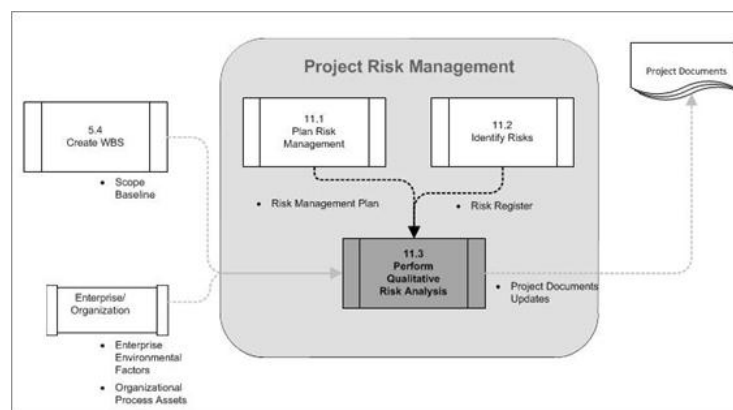 Project Risk Management
Project Documents
5.4
Create WBS
11.1
Plan Risk
Management
11.2
Identify Risks
• Scope
Baseline
• Risk Management Plan
• Risk Register
11.3
Perform
Qualitative
Risk Analysis
Enterprise/
Organization
• Project Documents
Updates
• Enterprise
Environmental
Factors
• Organizational
Process Assets